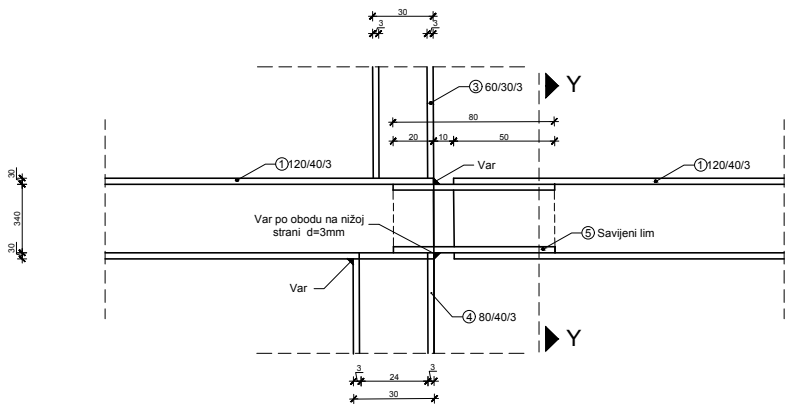 30
3
3
③ 60/30/3
Y
80
20
10
50
① 120/40/3
Var
① 120/40/3
30
340
30
Var po obodu na nižoj
strani d=3mm
⑤ Savijeni lim
Var
④ 80/40/3
Y
3
24
3
30